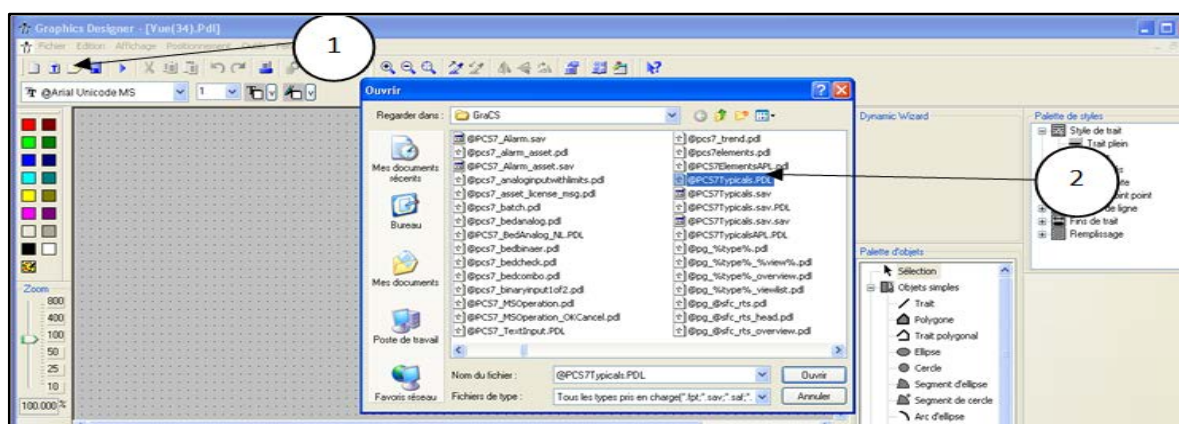 Graphics Designer - [Vue(34).Pdl]
Fichier Edition Affichage Positionnement Outils
1
@Arial Unicode MS
1
Zoom
800
400
100
50
25
10
100.000 %
Ouvrir
Regarder dans :
GraCS
Mes documents récents
Bureau
Mes documents
Poste de travail
Favoris réseau
@PCS7_Alarm.sav
@pcs7_alarm_asset.pdl
@PCS7_Alarm_asset.sav
@pcs7_analoginputwithlimits.pdl
@pcs7_asset_license_msg.pdl
@pcs7_batch.pdl
@pcs7_bedanalog.pdl
@PCS7_BedAnalog_NL.PDL
@pcs7_bedbinaer.pdl
@pcs7_bedcheck.pdl
@pcs7_bedcombo.pdl
@pcs7_binaryinput1of2.pdl
@PCS7_MSOperation.pdl
@PCS7_MSOperation_OKCancel.pdl
@PCS7_TextInput.PDL
@pcs7_trend.pdl
@pcs7elements.pdl
@PCS7ElementsAPL.pdl
@PCS7Typicals.PDL
@PCS7Typicals.sav
@PCS7Typicals.sav.PDL
@PCS7Typicals.sav.sav
@PCS7TypicalsAPL.PDL
@pg_%type%.pdl
@pg_%type%_%view%.pdl
@pg_%type%_overview.pdl
@pg_%type%_viewlist.pdl
@pg_@sfc_rts.pdl
@pg_@sfc_rts_head.pdl
@pg_@sfc_rts_overview.pdl
Nom du fichier :
@PCS7Typicals.PDL
Ouvrir
Fichiers de type :
Tous les types pris en charge(*.fpt;*.sav;*.saf;*.
Annuler
Dynamic Wizard
Palette d'objets
Sélection
Objets simples
Trait
Polygone
Trait polygonal
Ellipse
Cercle
Segment d'ellipse
Segment de cercle
Arc d'ellipse
Palette de styles
Style de trait
Trait plein
2
point point
de ligne
Fins de trait
Remplissage